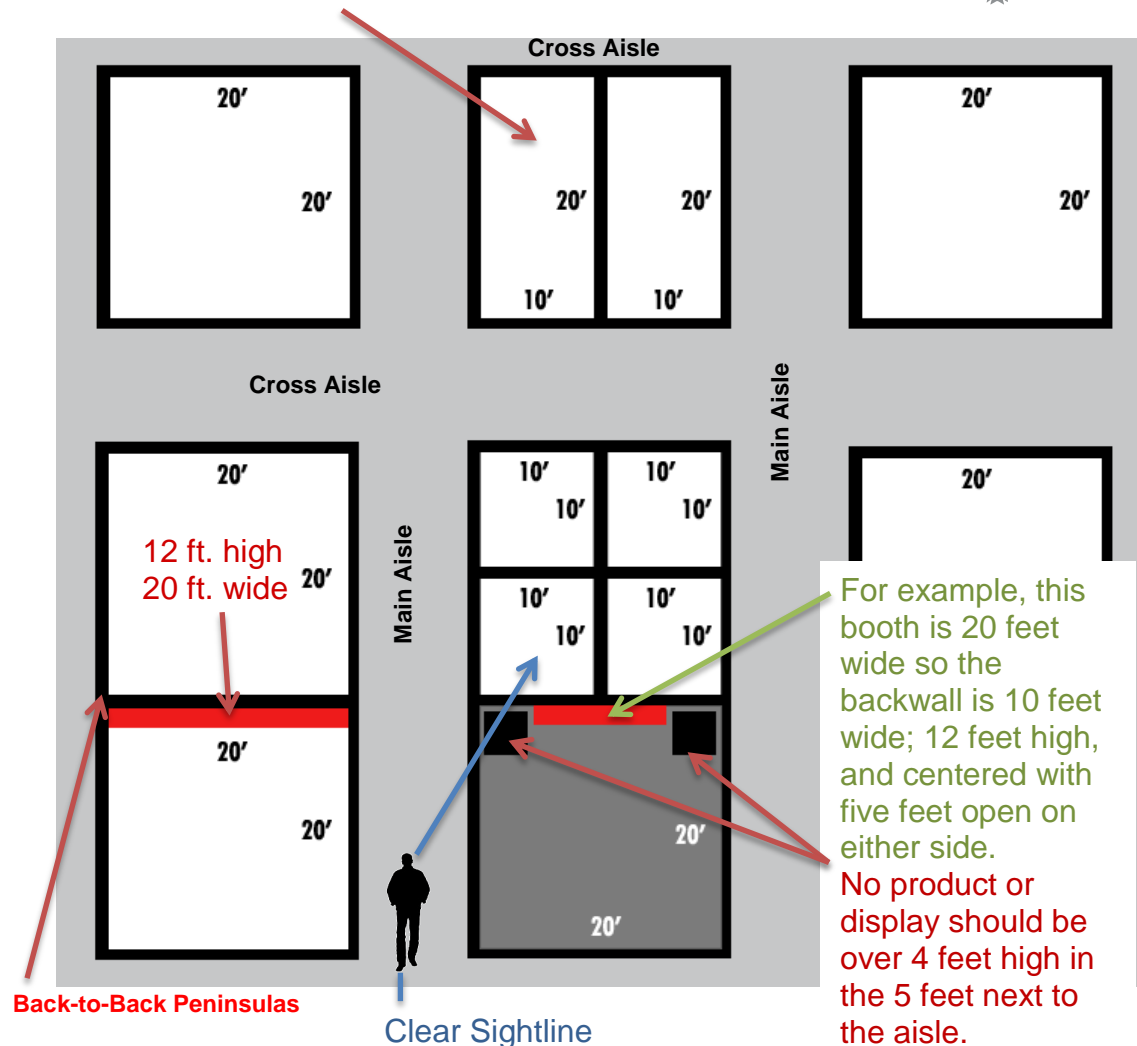 Cross Aisle
20′
20′
20′
20′
10′
10′
20′
20′
Cross Aisle
Main Aisle
20′
12 ft. high
20 ft. wide
20′
Main Aisle
10′
10′
10′
10′
10′
10′
10′
10′
20′
20′
20′
20′
20′
For example, this
booth is 20 feet
wide so the
backwall is 10 feet
wide; 12 feet high,
and centered with
five feet open on
either side.
No product or
display should be
over 4 feet high in
the 5 feet next to
the aisle.
Back-to-Back Peninsulas
Clear Sightline